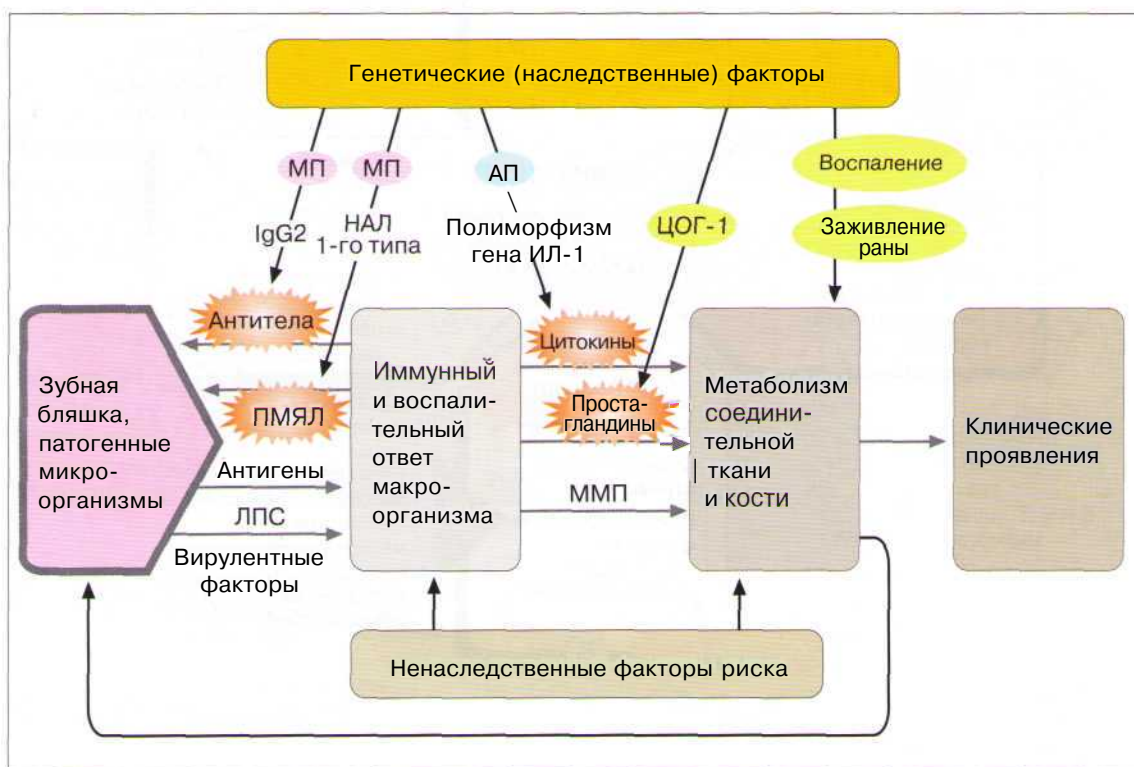 Генетические (наследственные) факторы
МП
МП
АП
Воспаление
IgG2
НАЛ
1-го типа
Полиморфизм
гена ИЛ-1
ЦОГ-1
Заживление
раны
Антитела
Цитокины
Зубная
бляшка,
патогенные
микро-
организмы
ПМЯЛ
Антигены
ЛПС
Вирулентные
факторы
Иммунный
и воспали-
тельный
ответ
макро-
организма
Проста-
гландины
ММП
Метаболизм
соедини-
тельной
ткани
и кости
Клинические
проявления
Ненаследственные факторы риска